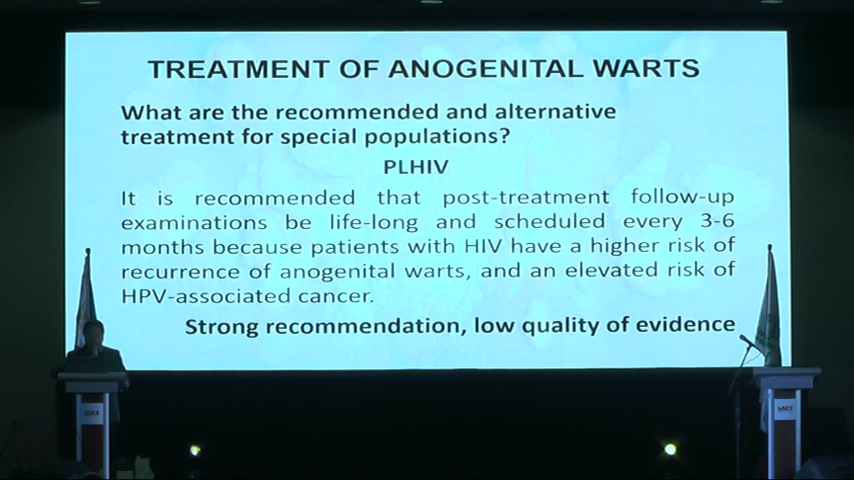 TREATMENT OF ANOGENITAL WARTS
What are the recommended and alternative
treatment for special populations?
PLHIV
It is recommended that post-treatment follow-up
examinations be life-long and scheduled every 3-6
months because patients with HIV have a higher risk of
recurrence of anogenital warts, and an elevated risk of
HPV-associated cancer.
Strong recommendation, low quality of evidence
SMX
SMX